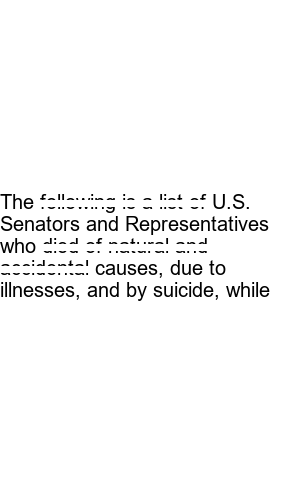 The following is a list of U.S.
Senators and Representatives
who died of natural and
accidental causes, due to
illnesses, and by suicide, while